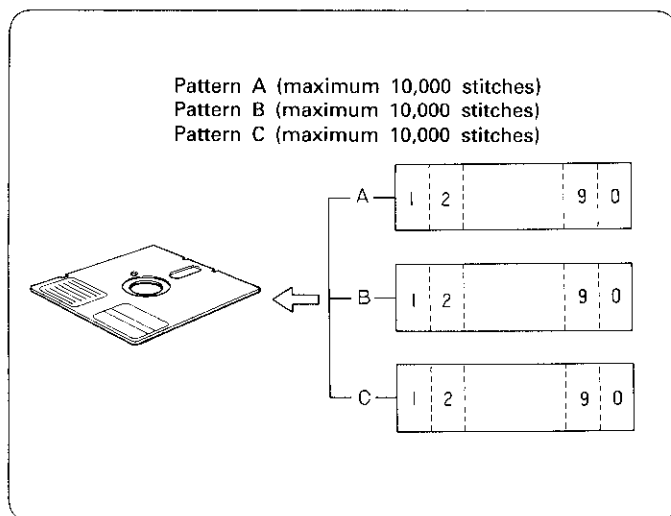 Pattern A (maximum 10,000 stitches)
Pattern B (maximum 10,000 stitches)
Pattern C (maximum 10,000 stitches)
A 1 2 9 0
B 1 2 9 0
C 1 2 9 0